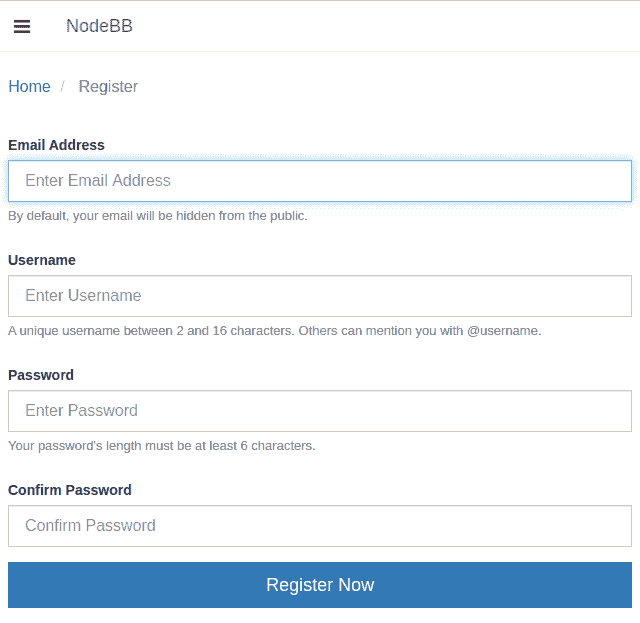 NodeBB
Home / Register
Email Address
Enter Email Address
By default, your email will be hidden from the public.
Username
Enter Username
A unique username between 2 and 16 characters. Others can mention you with @username.
Password
Enter Password
Your password's length must be at least 6 characters.
Confirm Password
Confirm Password
Register Now